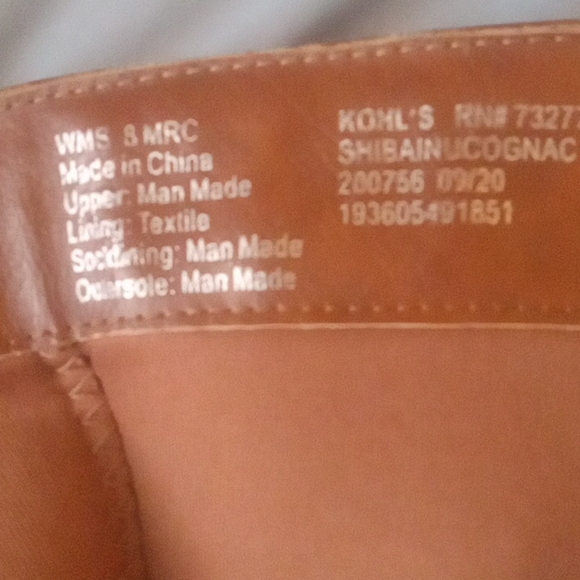 WMS 8 MRC
Made in China
Upper: Man Made
Lining: Textile
Socklining: Man Made
Outersole: Man Made
KOHL'S RN# 7327
SHIBAINUCOGNAC
200756 09/20
193605491851